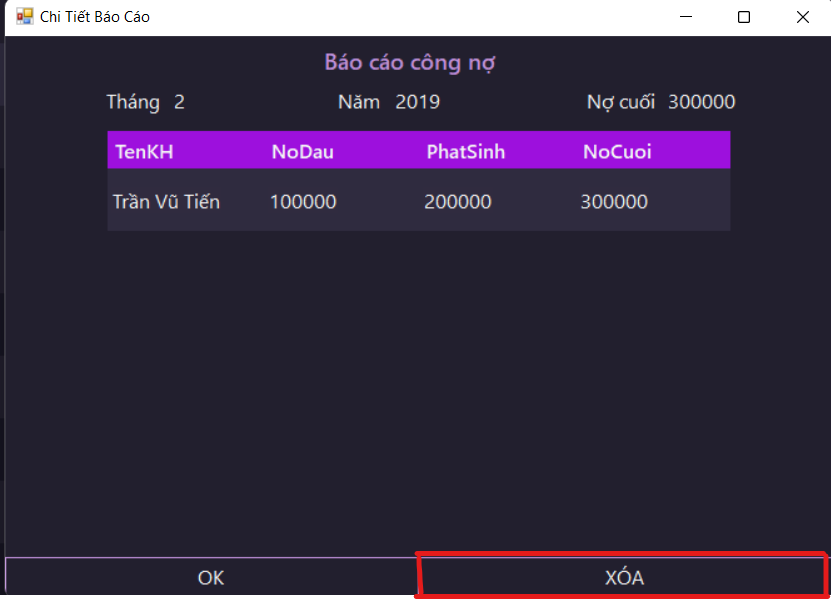 Chi Tiết Báo Cáo
Báo cáo công nợ
Tháng 2 Năm 2019 Nợ cuối 300000
TenKH NoDau PhatSinh NoCuoi
Trần Vũ Tiến 100000 200000 300000
OK XÓA